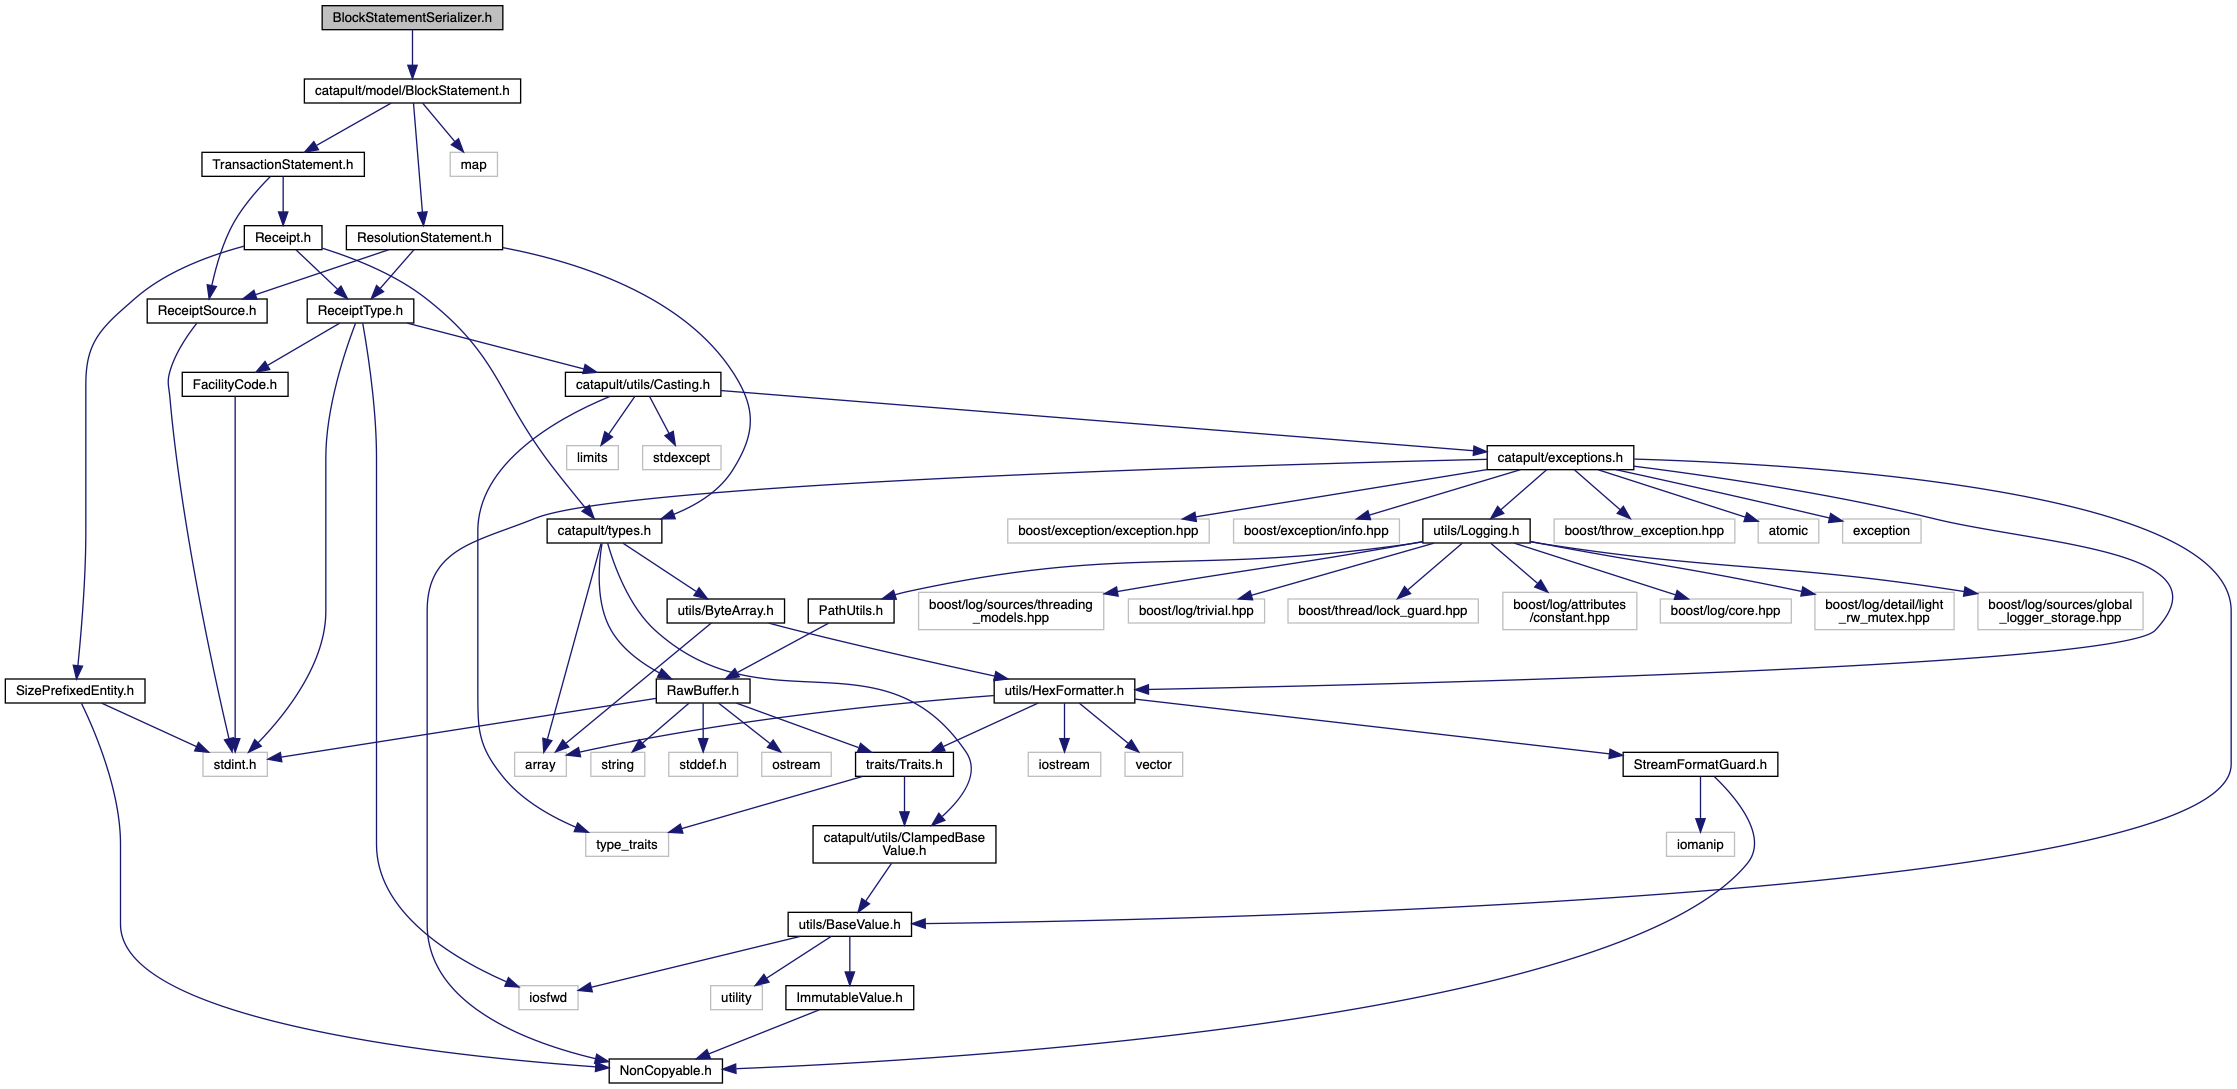 BlockStatementSerializer.h
catapult/model/BlockStatement.h
TransactionStatement.h
map
Receipt.h
ResolutionStatement.h
ReceiptSource.h
ReceiptType.h
FacilityCode.h
catapult/utils/Casting.h
limits
stdexcept
catapult/exceptions.h
catapult/types.h
boost/exception/exception.hpp
boost/exception/info.hpp
utils/Logging.h
boost/throw_exception.hpp
atomic
exception
utils/ByteArray.h
PathUtils.h
boost/log/sources/threading
_models.hpp
boost/log/trivial.hpp
boost/thread/lock_guard.hpp
boost/log/attributes
/constant.hpp
boost/log/core.hpp
boost/log/detail/light
_rw_mutex.hpp
boost/log/sources/global
_logger_storage.hpp
SizePrefixedEntity.h
RawBuffer.h
utils/HexFormatter.h
stdint.h
array
string
stddef.h
ostream
traits/Traits.h
iostream
vector
StreamFormatGuard.h
type_traits
catapult/utils/ClampedBase
Value.h
iomanip
utils/BaseValue.h
iosfwd
utility
ImmutableValue.h
NonCopyable.h